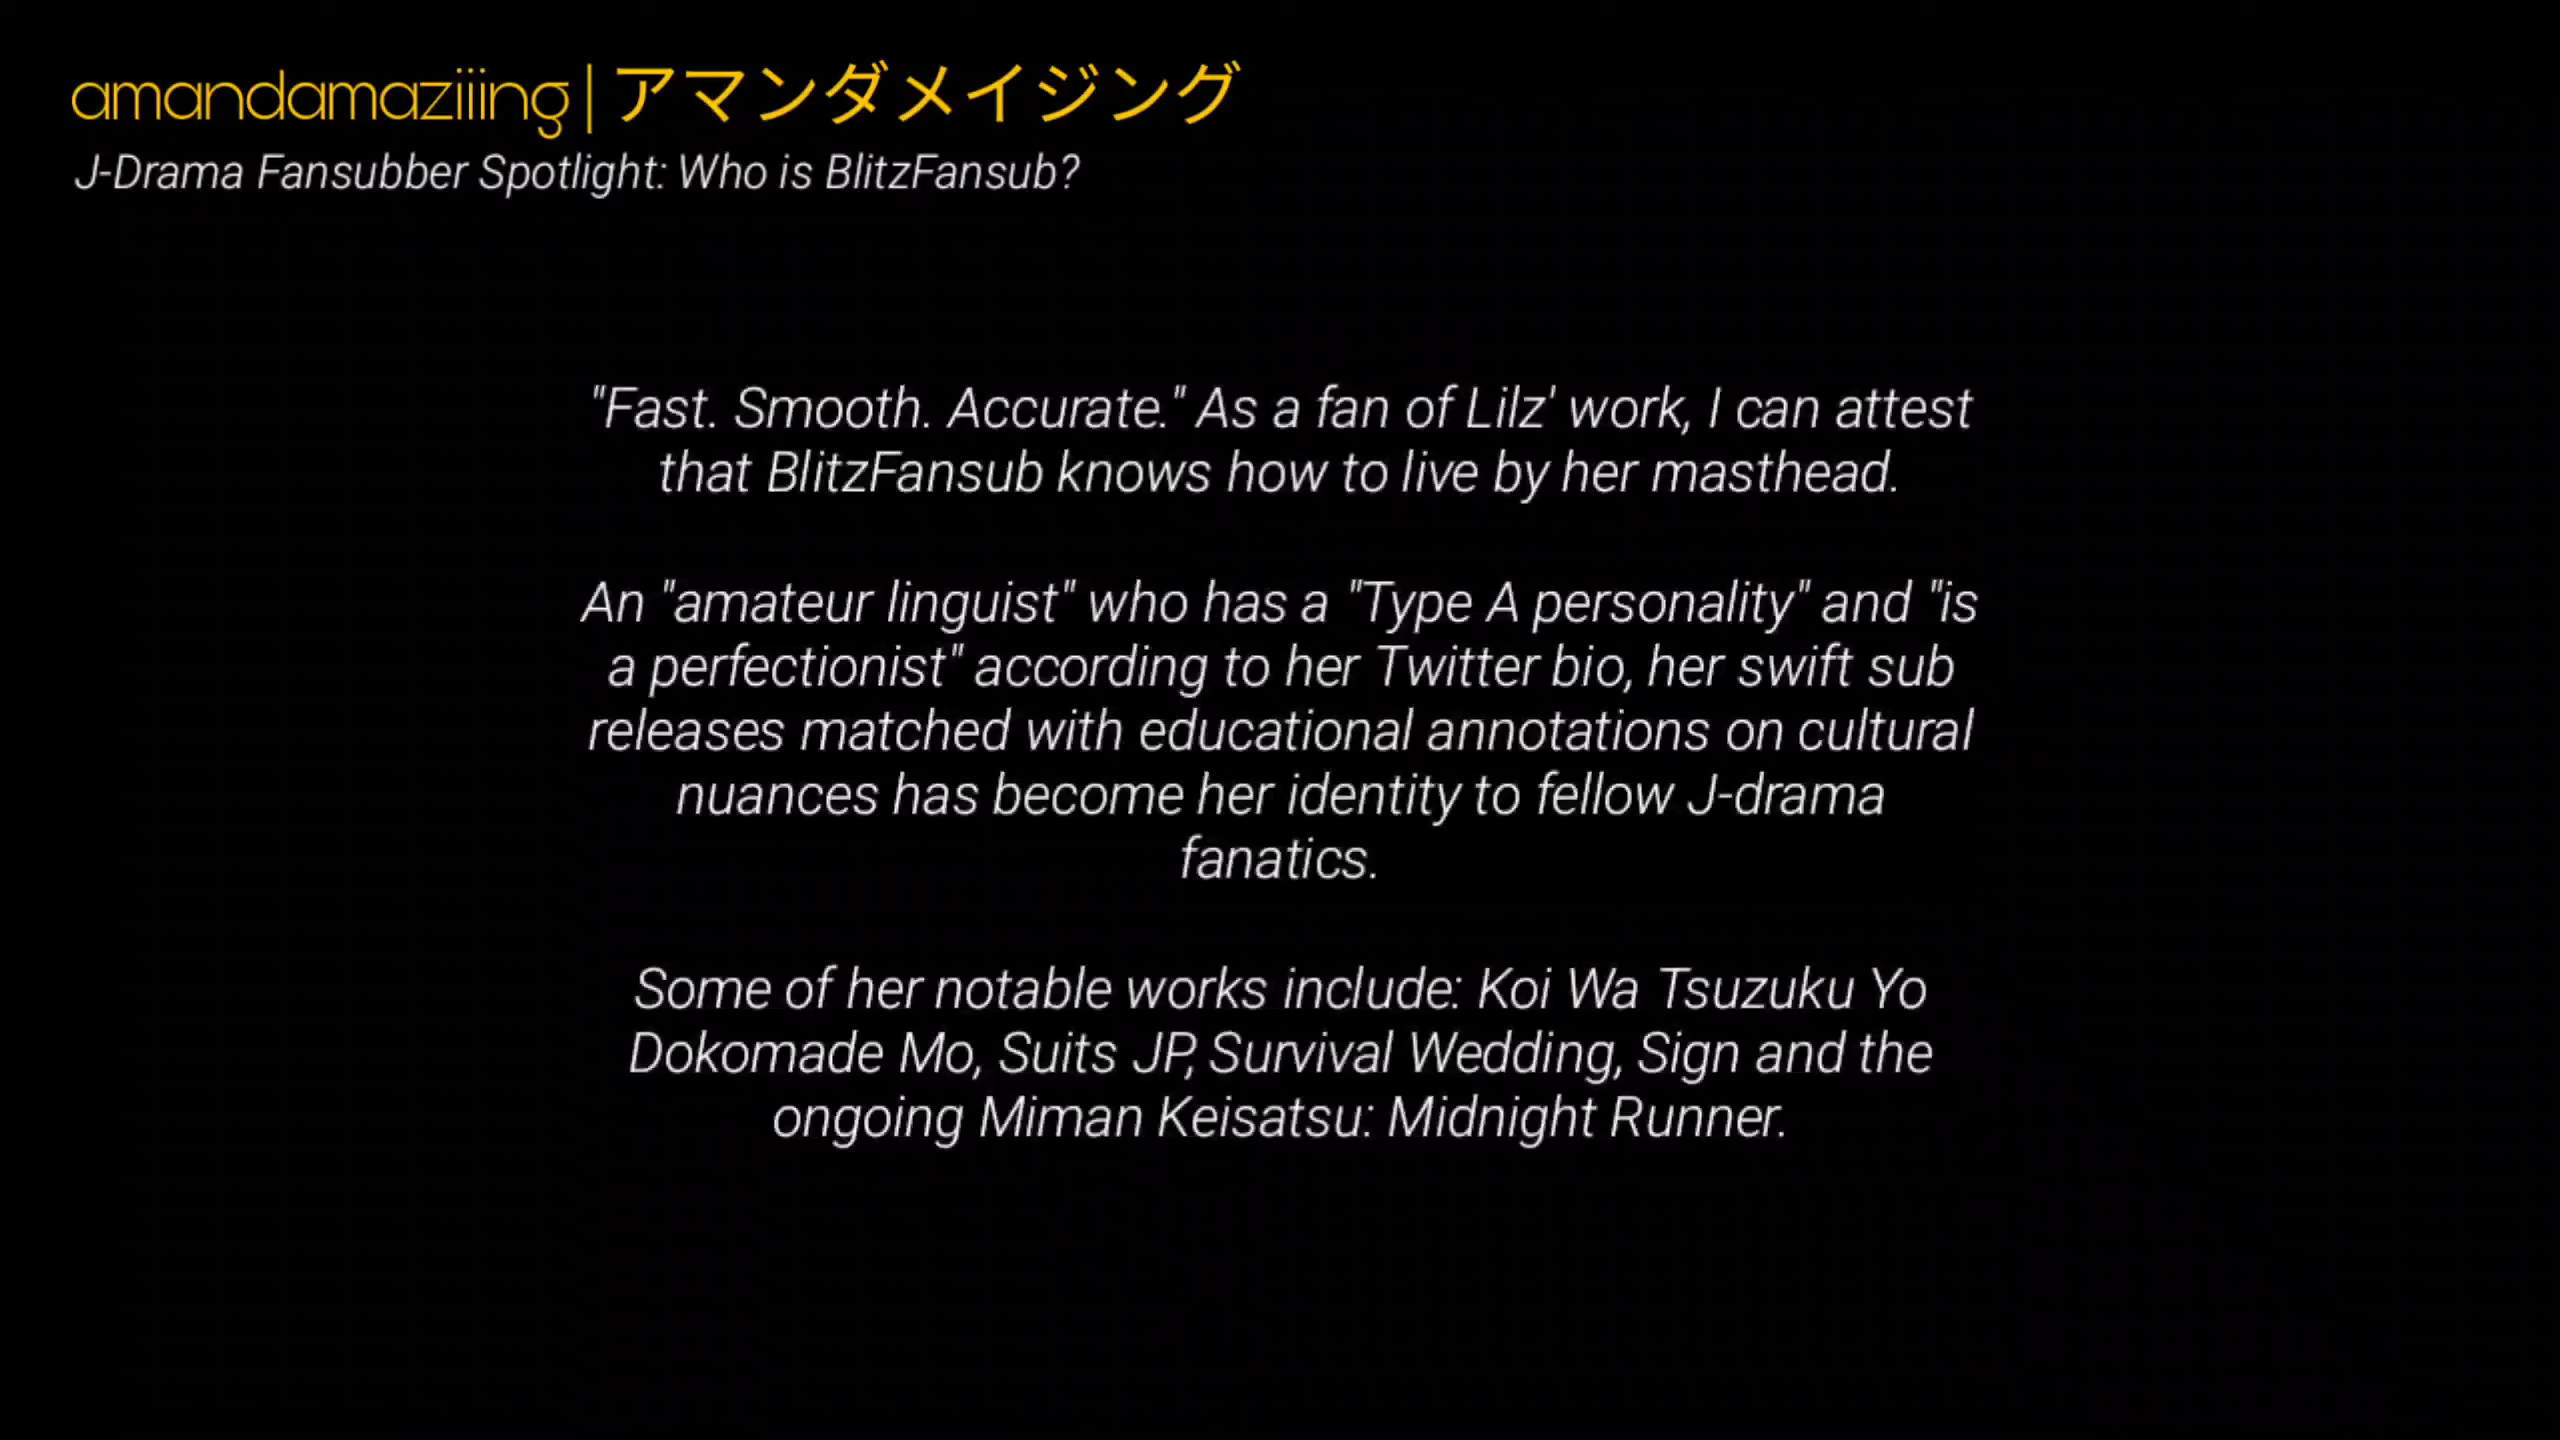 amandamaziiing | アマンダメイジング
J-Drama Fansubber Spotlight: Who is BlitzFansub?
"Fast. Smooth. Accurate." As a fan of Lilz' work, I can attest
that BlitzFansub knows how to live by her masthead.
An "amateur linguist" who has a "Type A personality" and "is
a perfectionist" according to her Twitter bio, her swift sub
releases matched with educational annotations on cultural
nuances has become her identity to fellow J-drama
fanatics.
Some of her notable works include: Koi Wa Tsuzuku Yo
Dokomade Mo, Suits JP, Survival Wedding, Sign and the
ongoing Miman Keisatsu: Midnight Runner.